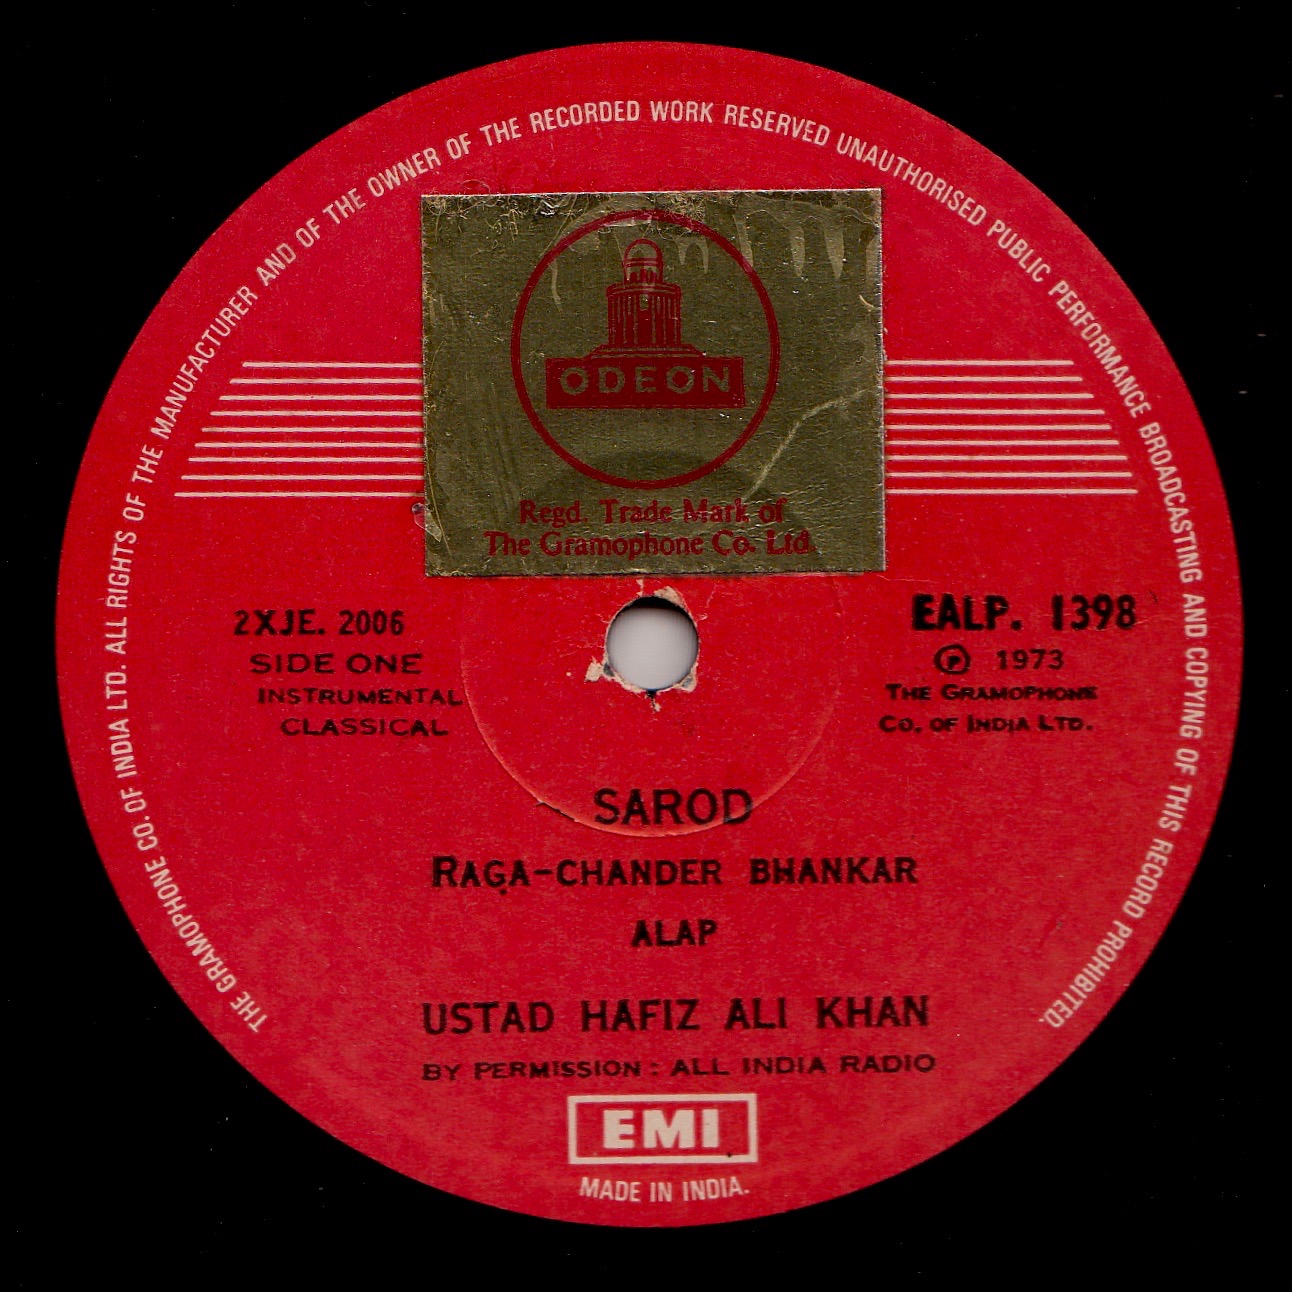 THE GRAMOPHONE CO. OF INDIA LTD. ALL RIGHTS OF THE MANUFACTURER AND OF THE OWNER OF THE RECORDED WORK RESERVED UNAUTHORISED PUBLIC PERFORMANCE BROADCASTING AND COPYING OF THIS RECORD PROHIBITED.
ODEON
Regd. Trade Mark of
The Gramophone Co. Ltd.
2XJE. 2006
SIDE ONE
INSTRUMENTAL
CLASSICAL
EALP. 1398
Ⓟ 1973
THE GRAMOPHONE
CO. OF INDIA LTD.
SAROD
RAGA-CHANDER BHANKAR
ALAP
USTAD HAFIZ ALI KHAN
BY PERMISSION : ALL INDIA RADIO
EMI
MADE IN INDIA.